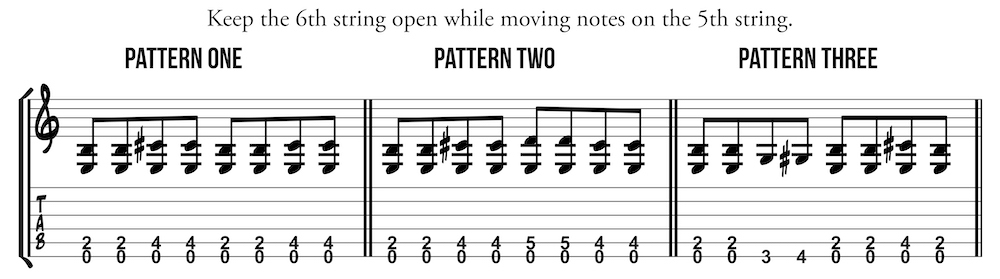 Keep the 6th string open while moving notes on the 5th string.
PATTERN ONE PATTERN TWO PATTERN THREE
T
A
B
2 2 4 4 2 2 4 4 2 2 4 4 5 5 4 4 2 2 2 2 4 2
0 0 0 0 0 0 0 0 0 0 0 0 0 0 0 0 0 0 3 4 0 0 0 0